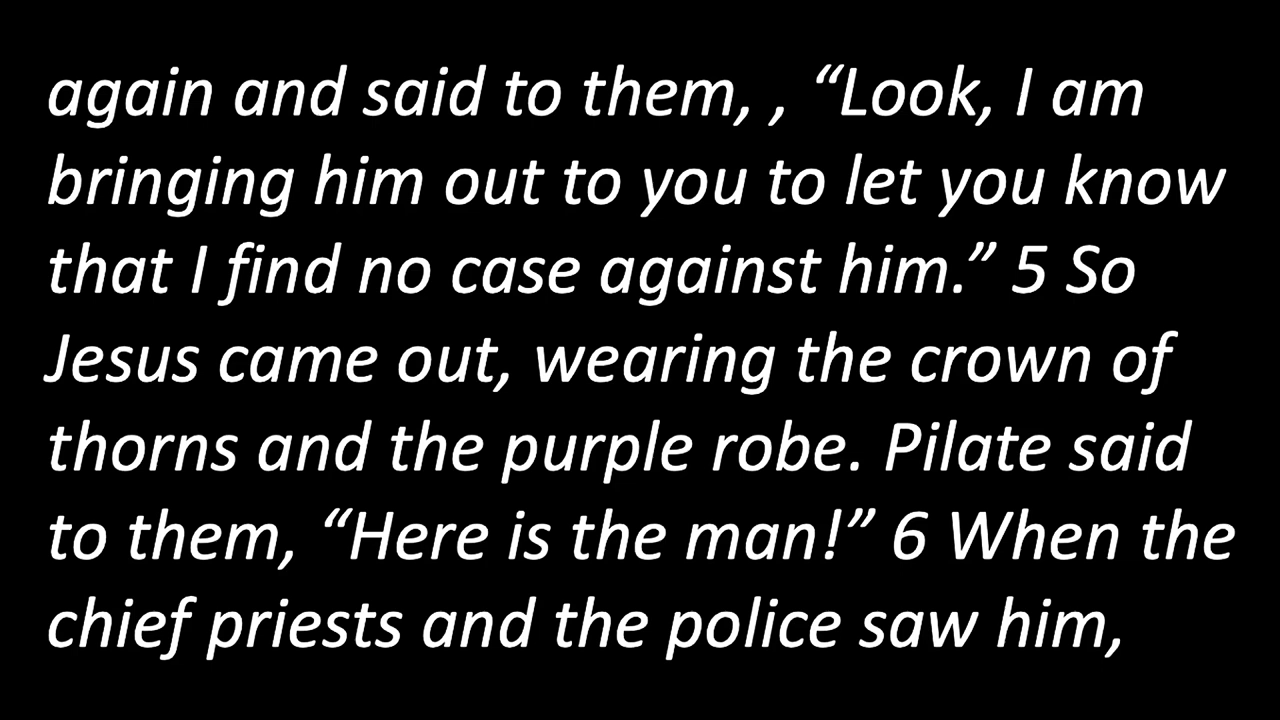 again and said to them, , “Look, I am
bringing him out to you to let you know
that I find no case against him.” 5 So
Jesus came out, wearing the crown of
thorns and the purple robe. Pilate said
to them, “Here is the man!” 6 When the
chief priests and the police saw him,